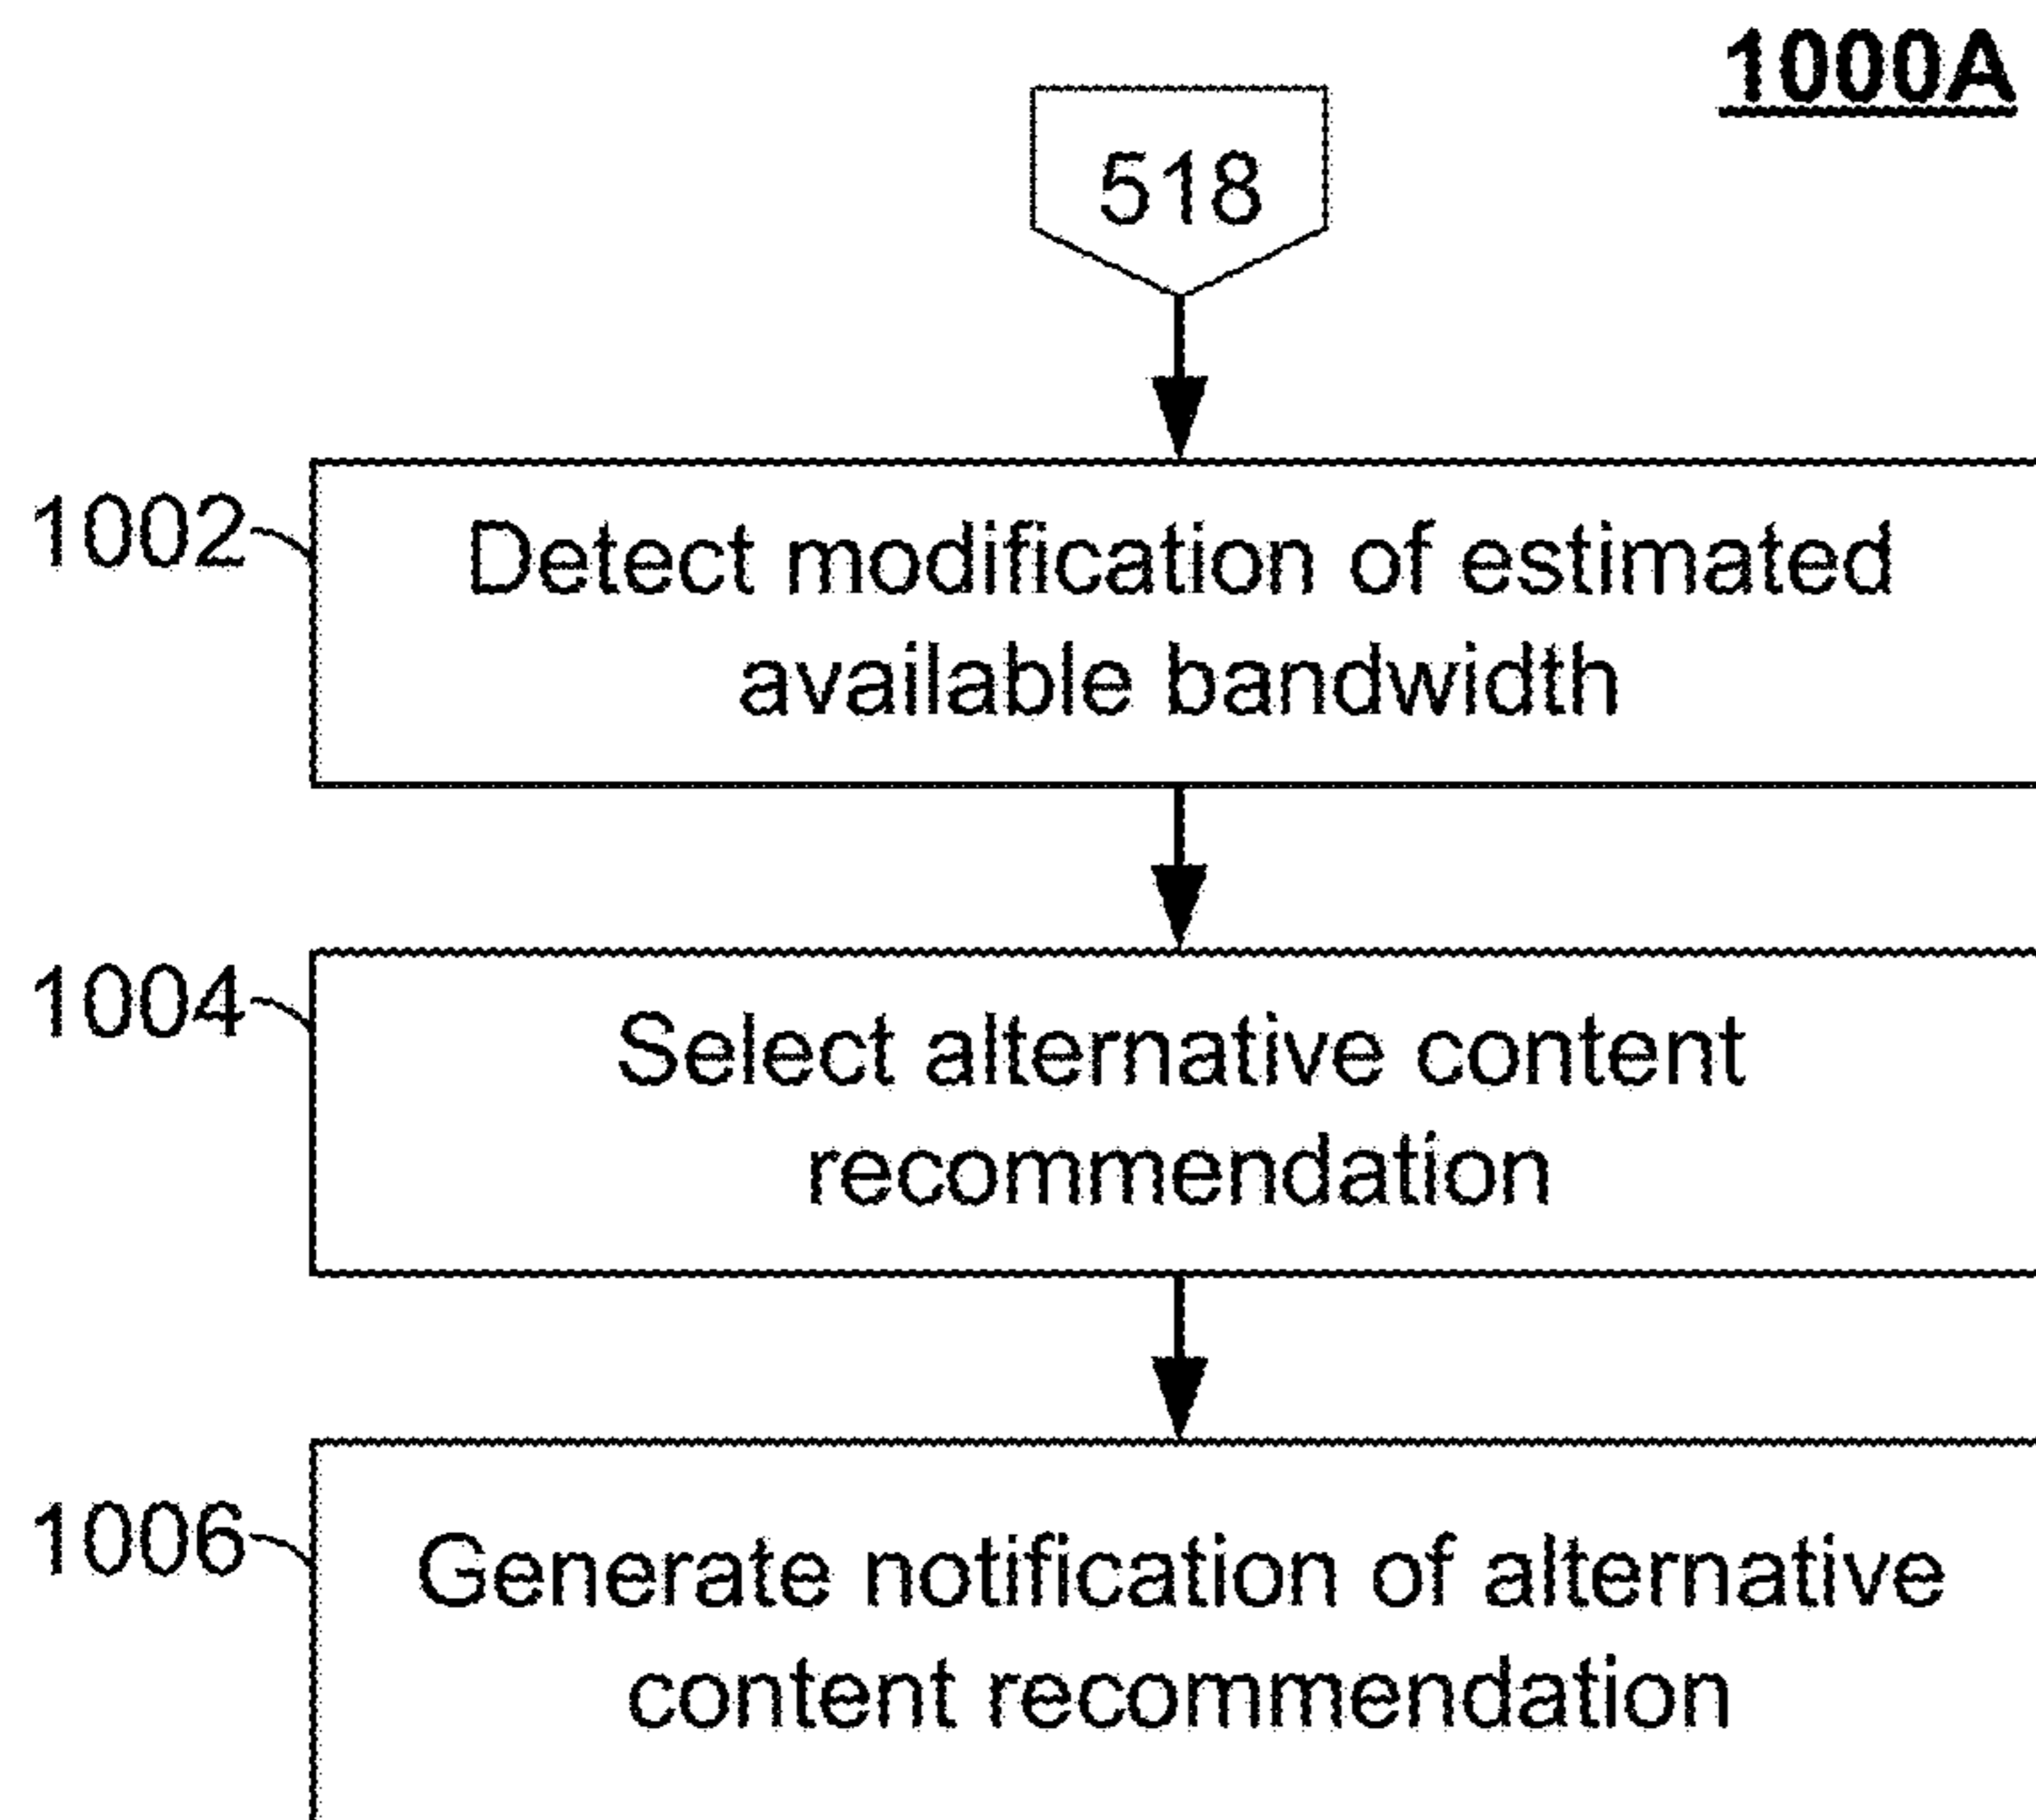 1000A
518
1002
Detect modification of estimated
available bandwidth
1004
Select alternative content
recommendation
1006
Generate notification of alternative
content recommendation